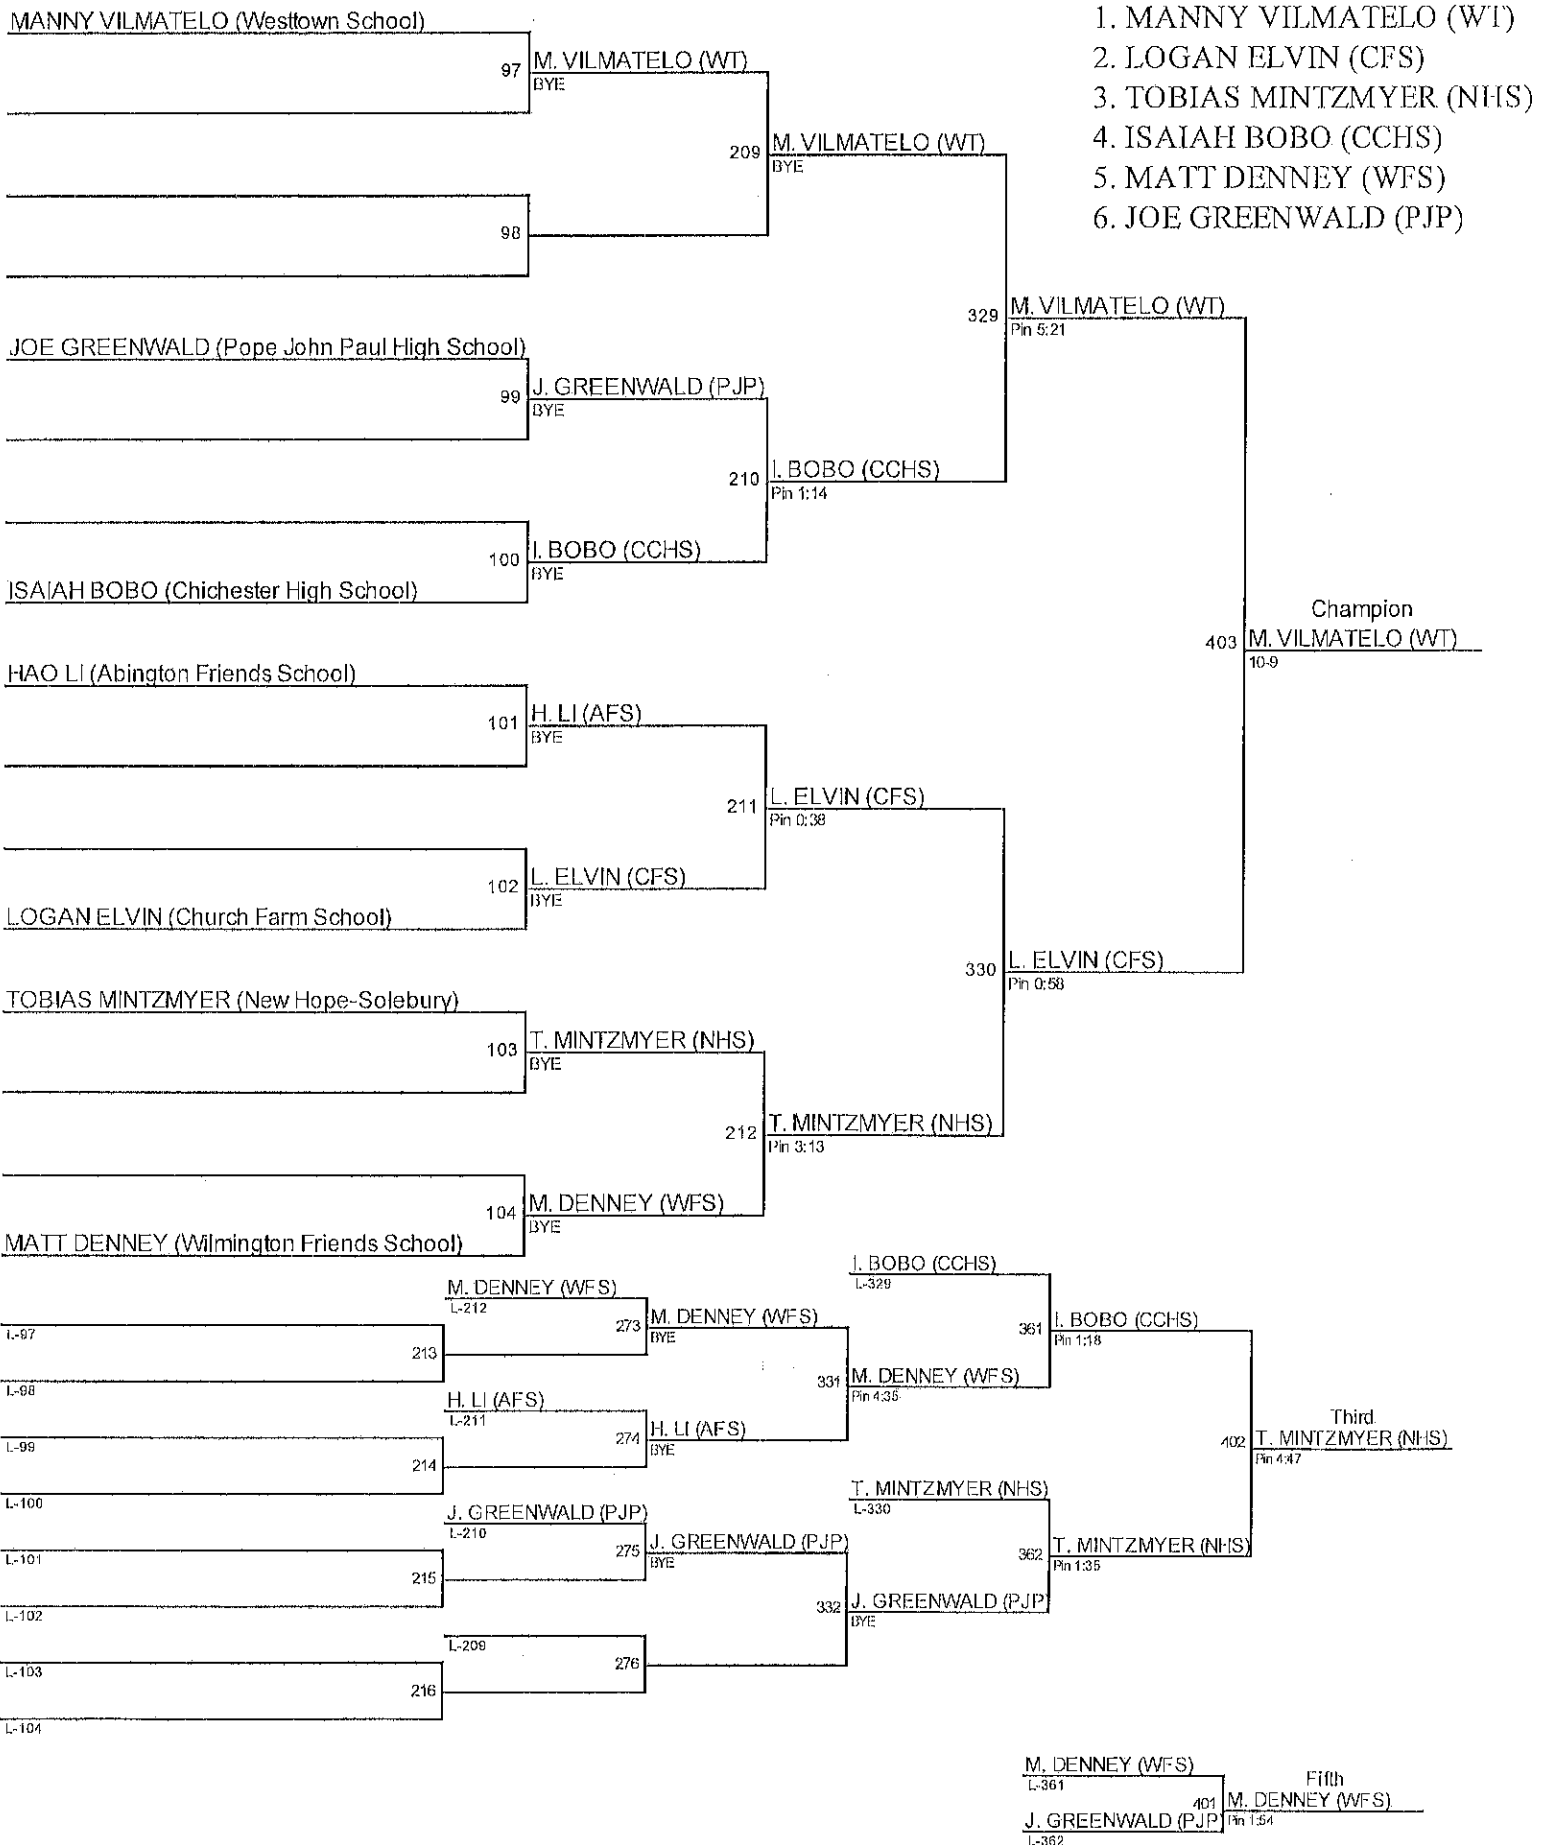 MANNY VILMATELO (Westtown School)
97 M. VILMATELO (WT)
BYE
209 M. VILMATELO (WT)
BYE
98
1. MANNY VILMATELO (WT)
2. LOGAN ELVIN (CFS)
3. TOBIAS MINTZMYER (NHS)
4. ISAIAH BOBO (CCHS)
5. MATT DENNEY (WFS)
6. JOE GREENWALD (PJP)
329 M. VILMATELO (WT)
Pin 5:21
JOE GREENWALD (Pope John Paul High School)
99 J. GREENWALD (PJP)
BYE
210 I. BOBO (CCHS)
Pin 1:14
100 I. BOBO (CCHS)
BYE
ISAIAH BOBO (Chichester High School)
Champion
403 M. VILMATELO (WT)
10-9
HAO LI (Abington Friends School)
101 H. LI (AFS)
BYE
211 L. ELVIN (CFS)
Pin 0:38
102 L. ELVIN (CFS)
BYE
LOGAN ELVIN (Church Farm School)
330 L. ELVIN (CFS)
Pin 0:58
TOBIAS MINTZMYER (New Hope-Solebury)
103 T. MINTZMYER (NHS)
BYE
212 T. MINTZMYER (NHS)
Pin 3:13
104 M. DENNEY (WFS)
BYE
MATT DENNEY (Wilmington Friends School)
M. DENNEY (WFS)
L-212
273 M. DENNEY (WFS)
BYE
L-97
213
L-98
I. BOBO (CCHS)
L-329
361 I. BOBO (CCHS)
Pin 1:18
331 M. DENNEY (WFS)
Pin 4:35
H. LI (AFS)
L-211
274 H. LI (AFS)
BYE
L-99
214
L-100
Third
402 T. MINTZMYER (NHS)
Pin 4:47
J. GREENWALD (PJP)
L-210
275 J. GREENWALD (PJP)
BYE
L-101
215
L-102
T. MINTZMYER (NHS)
L-330
362 T. MINTZMYER (NHS)
Pin 1:35
332 J. GREENWALD (PJP)
BYE
L-209
276
L-103
216
L-104
M. DENNEY (WFS)
L-361
Fifth
401 M. DENNEY (WFS)
Pin 1:54
J. GREENWALD (PJP)
L-362